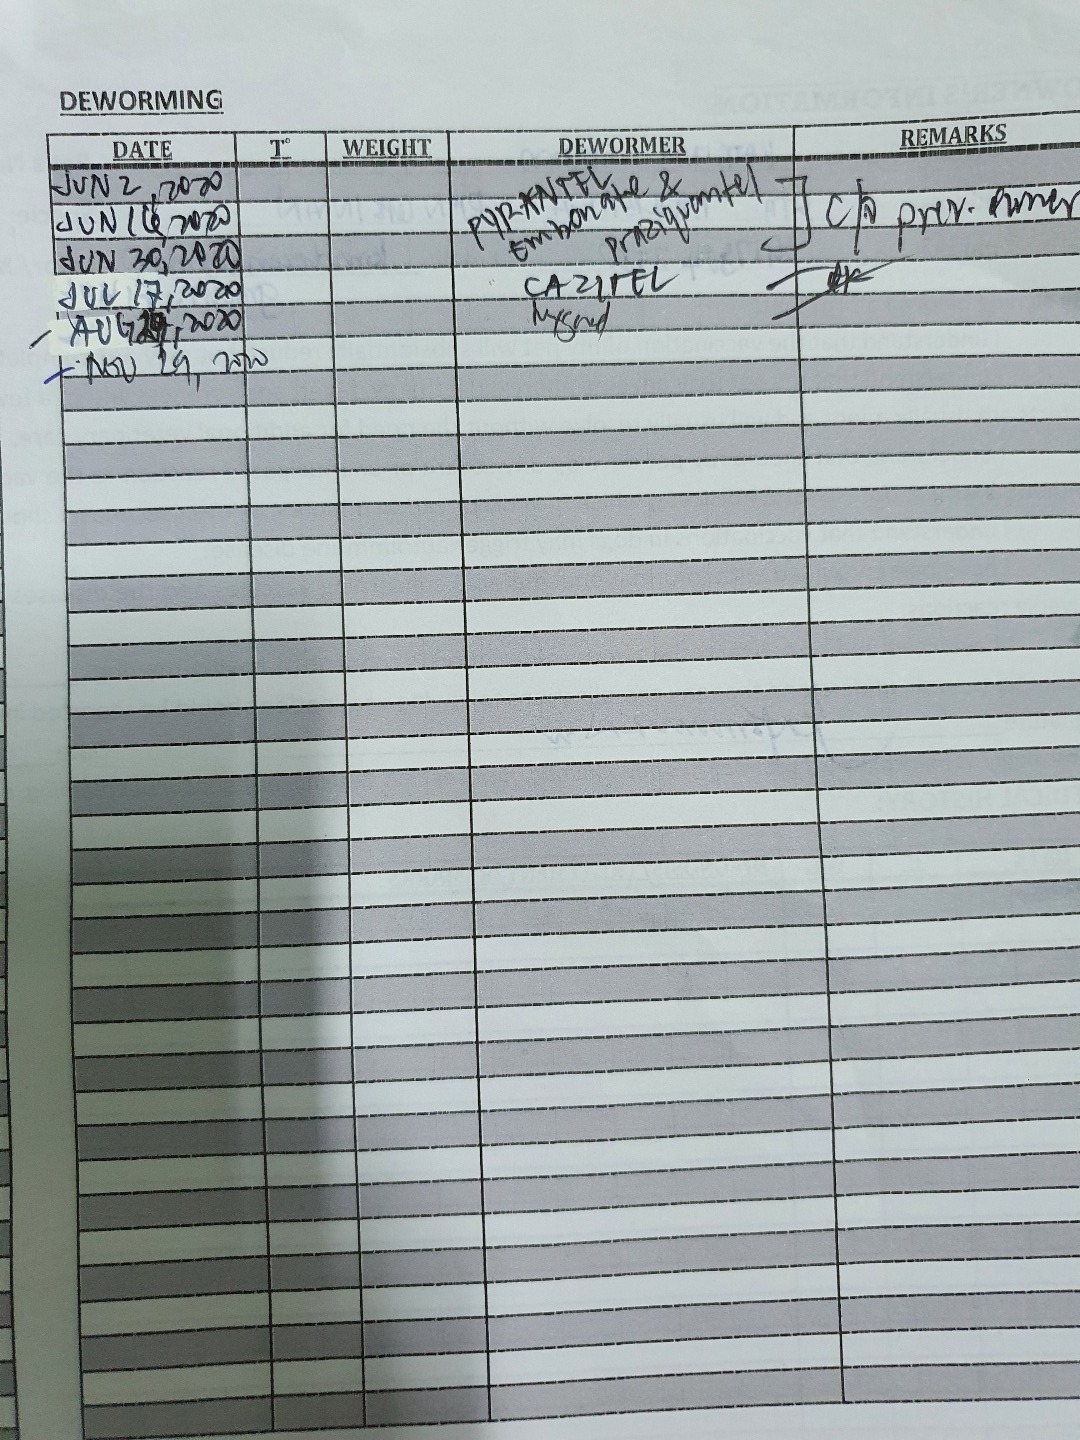 DEWORMING
DATE T° WEIGHT DEWORMER REMARKS
JUN 2, 2020 PYRANTEL
JUN 16, 2020 Embonate & c/o prev. owner
JUN 30, 2020 praziquantel
JUL 17, 2020 CAZITEL
AUG 2020
NOV 29, 2020